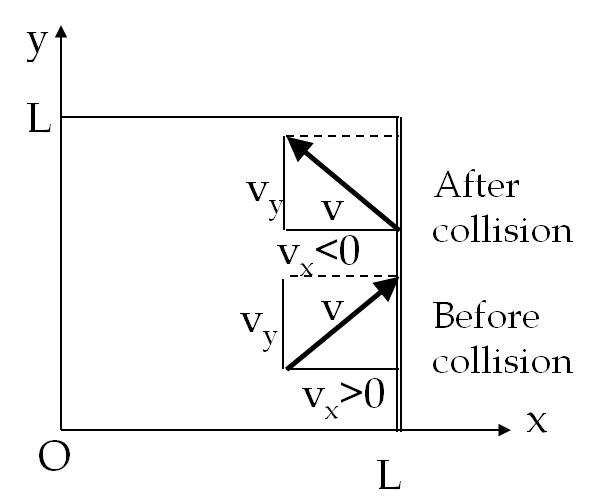 y
L
After
collision
v_y
v
v_x<0
Before
collision
v_y
v
v_x>0
x
O
L